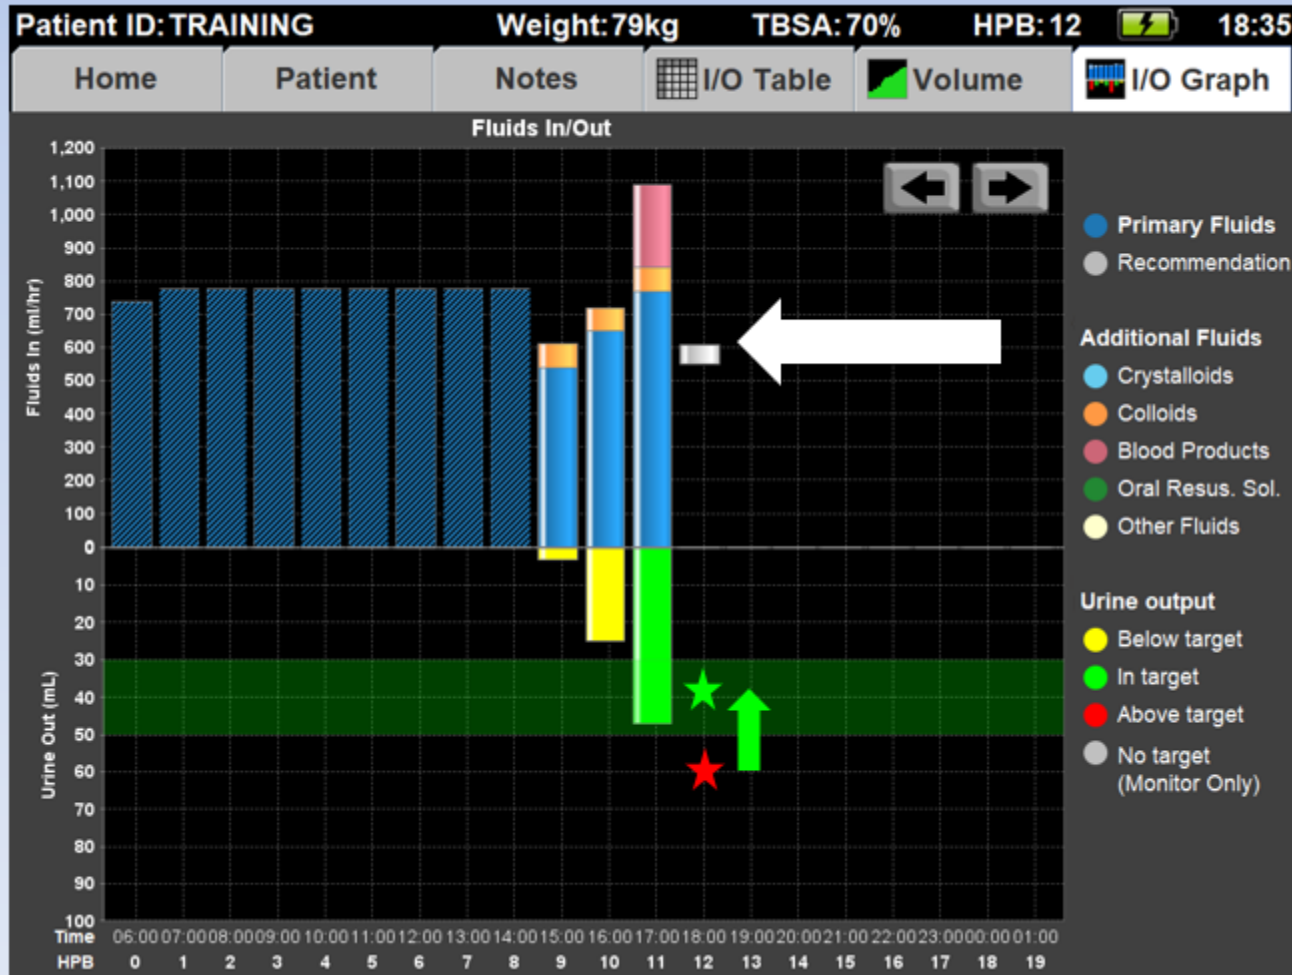 Patient ID: TRAINING Weight: 79kg TBSA: 70% HPB: 12 18:35
Home Patient Notes I/O Table Volume I/O Graph
Fluids In/Out
1,200
1,100
1,000
900
800
700
600
500
400
300
200
100
0
10
20
30
40
50
60
70
80
90
100
Fluids In (ml/hr)
Urine Out (mL)
Time 06:00 07:00 08:00 09:00 10:00 11:00 12:00 13:00 14:00 15:00 16:00 17:00 18:00 19:00 20:00 21:00 22:00 23:00 00:00 01:00
HPB 0 1 2 3 4 5 6 7 8 9 10 11 12 13 14 15 16 17 18 19
Primary Fluids
Recommendation
Additional Fluids
Crystalloids
Colloids
Blood Products
Oral Resus. Sol.
Other Fluids
Urine output
Below target
In target
Above target
No target
(Monitor Only)